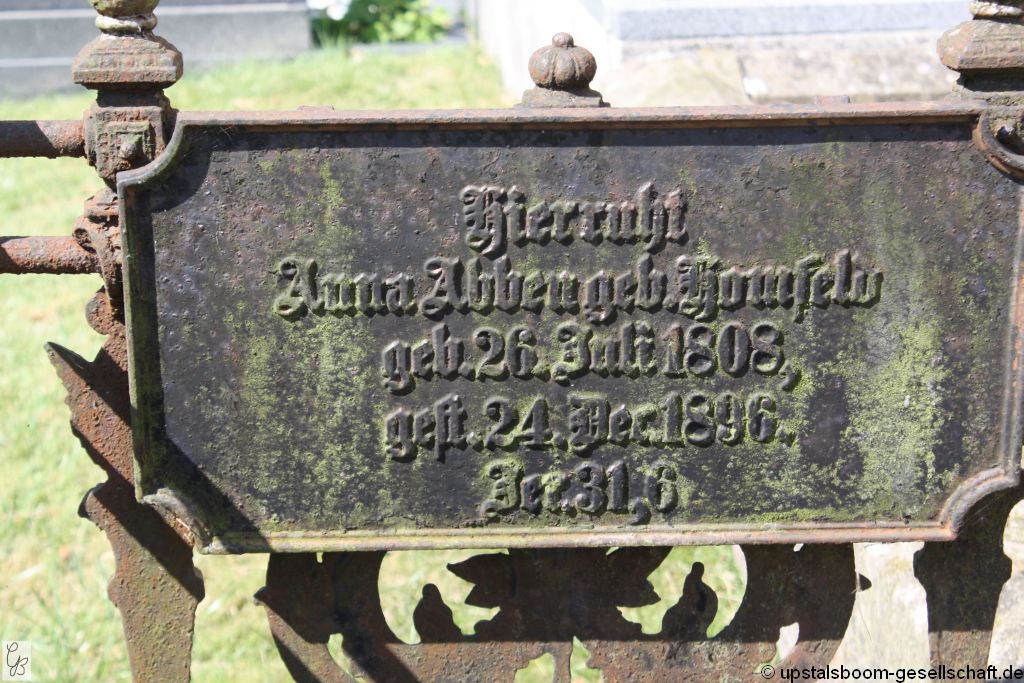 Hier ruht
Anna Abben geb. Homfeld
geb. 26. Juli 1808,
gest. 24. Dec. 1896.
Jer. 31, 6
GB
© upstalsboom-gesellschaft.de